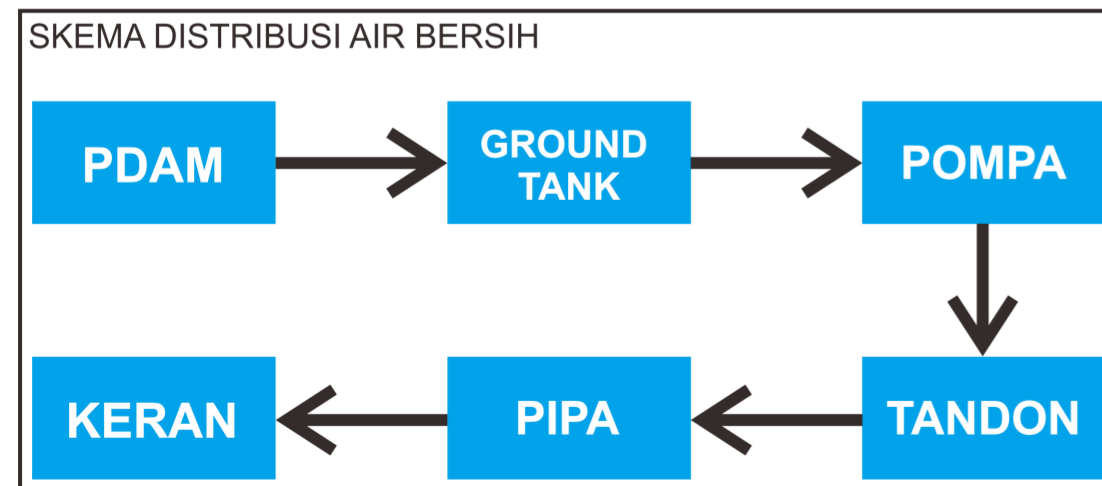 SKEMA DISTRIBUSI AIR BERSIH
PDAM
GROUND
TANK
POMPA
KERAN
PIPA
TANDON